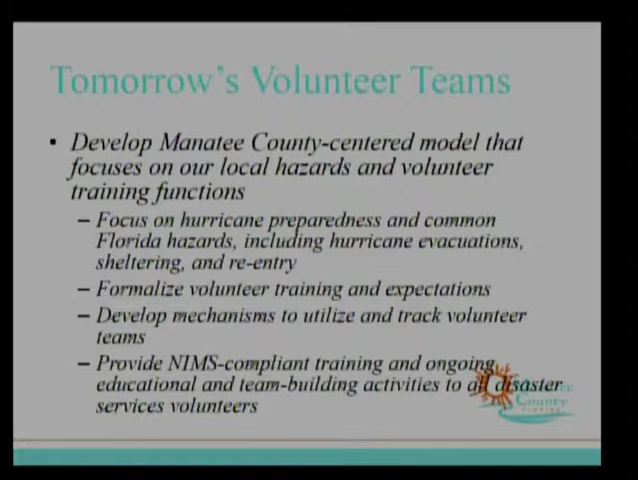 Tomorrow's Volunteer Teams
• Develop Manatee County-centered model that
focuses on our local hazards and volunteer
training functions
– Focus on hurricane preparedness and common
Florida hazards, including hurricane evacuations,
sheltering, and re-entry
– Formalize volunteer training and expectations
– Develop mechanisms to utilize and track volunteer
teams
– Provide NIMS-compliant training and ongoing
educational and team-building activities to all disaster
services volunteers
County
FLORIDA